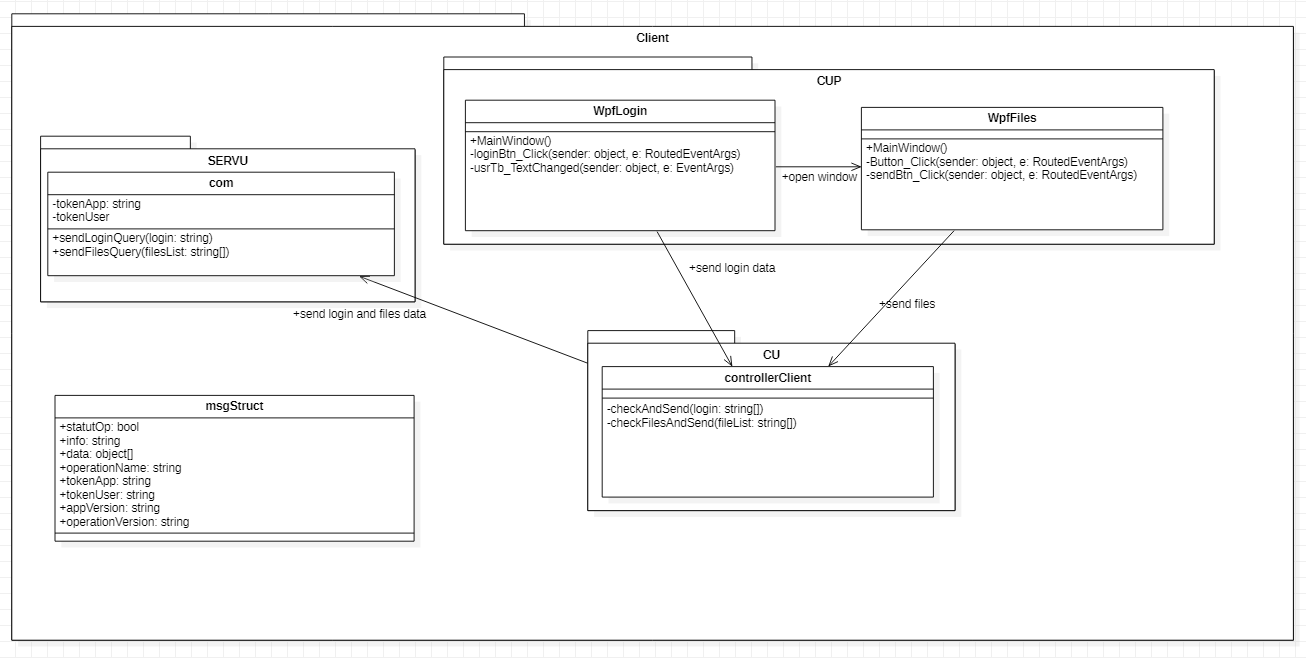 Client
CUP
WpfLogin
+MainWindow()
-loginBtn_Click(sender: object, e: RoutedEventArgs)
-usrTb_TextChanged(sender: object, e: EventArgs)
+open window
WpfFiles
+MainWindow()
-Button_Click(sender: object, e: RoutedEventArgs)
-sendBtn_Click(sender: object, e: RoutedEventArgs)
SERVU
com
-tokenApp: string
-tokenUser
+sendLoginQuery(login: string)
+sendFilesQuery(filesList: string[])
+send login data
+send files
+send login and files data
CU
controllerClient
-checkAndSend(login: string[])
-checkFilesAndSend(fileList: string[])
msgStruct
+statutOp: bool
+info: string
+data: object[]
+operationName: string
+tokenApp: string
+tokenUser: string
+appVersion: string
+operationVersion: string